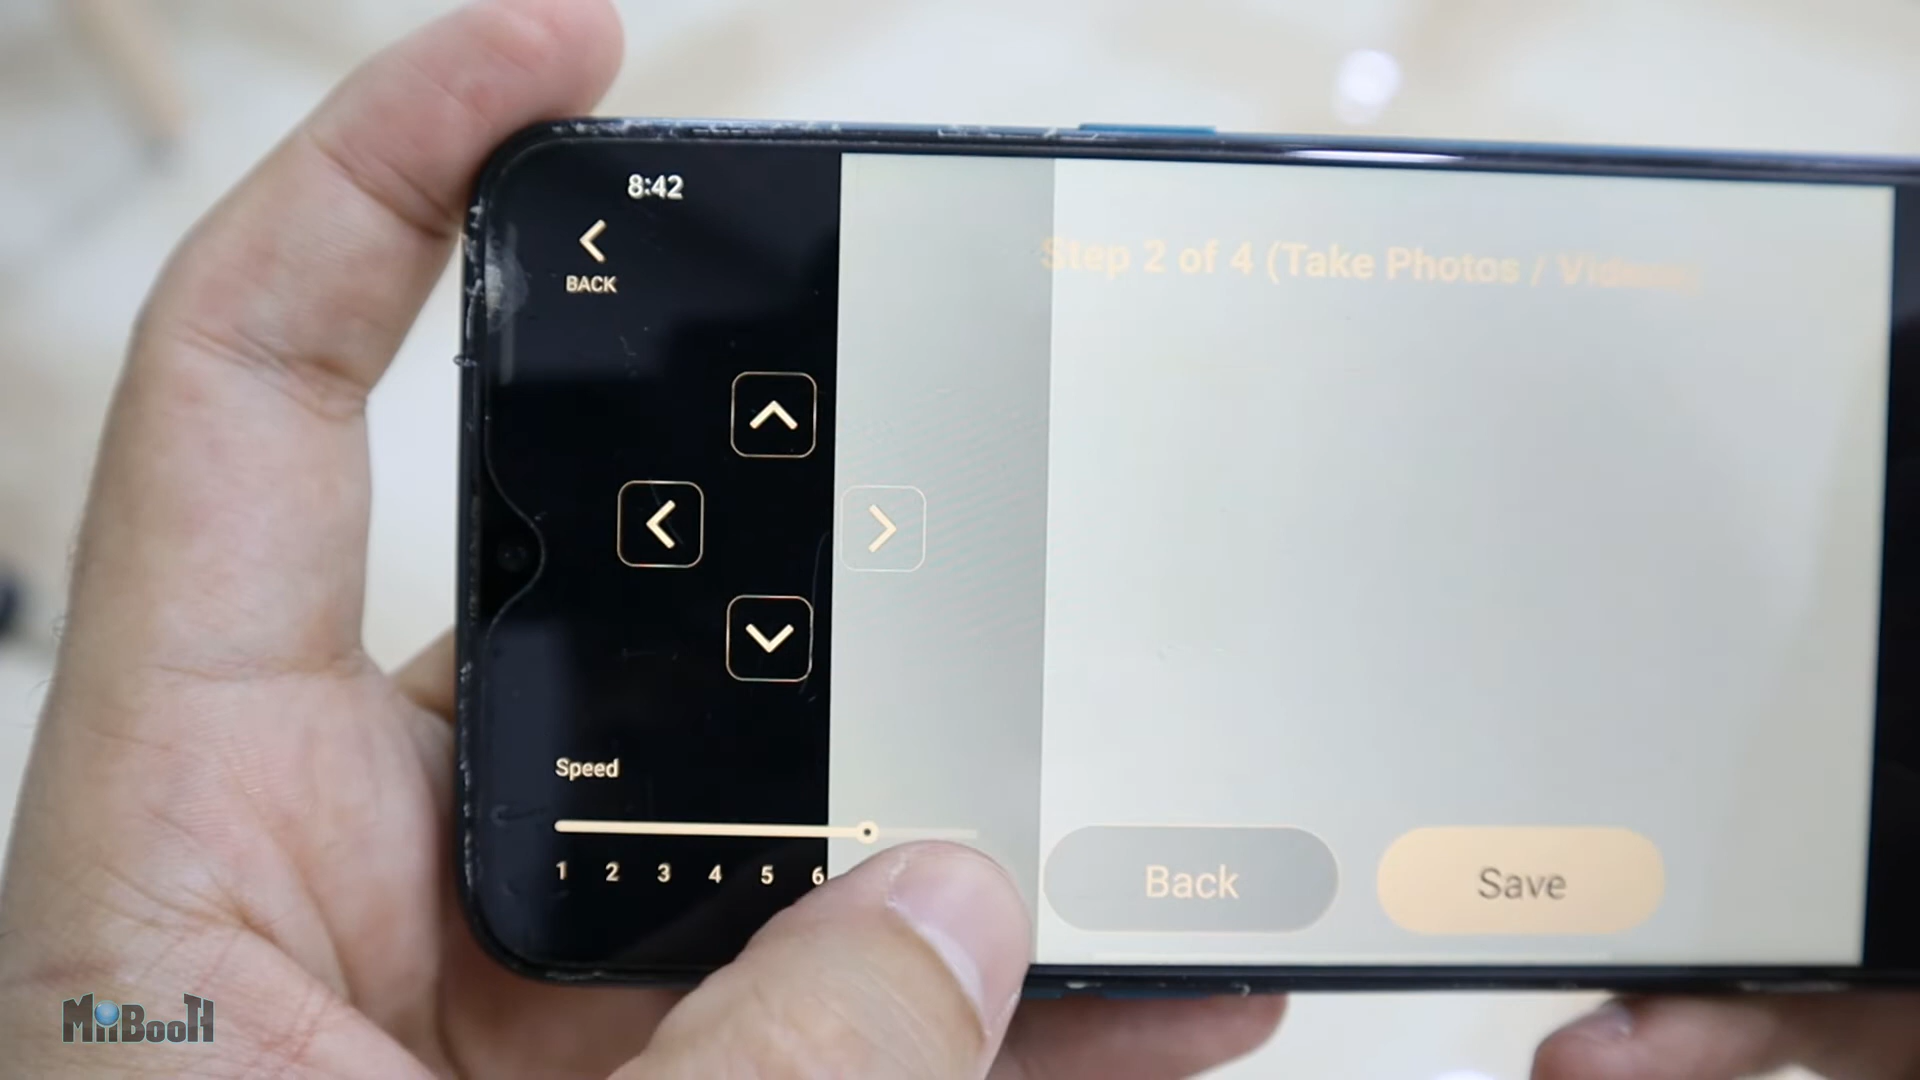 8:42
BACK
Step 2 of 4 (Take Photos / Videos)
Speed
1 2 3 4 5 6
Back
Save
MiiBooTh